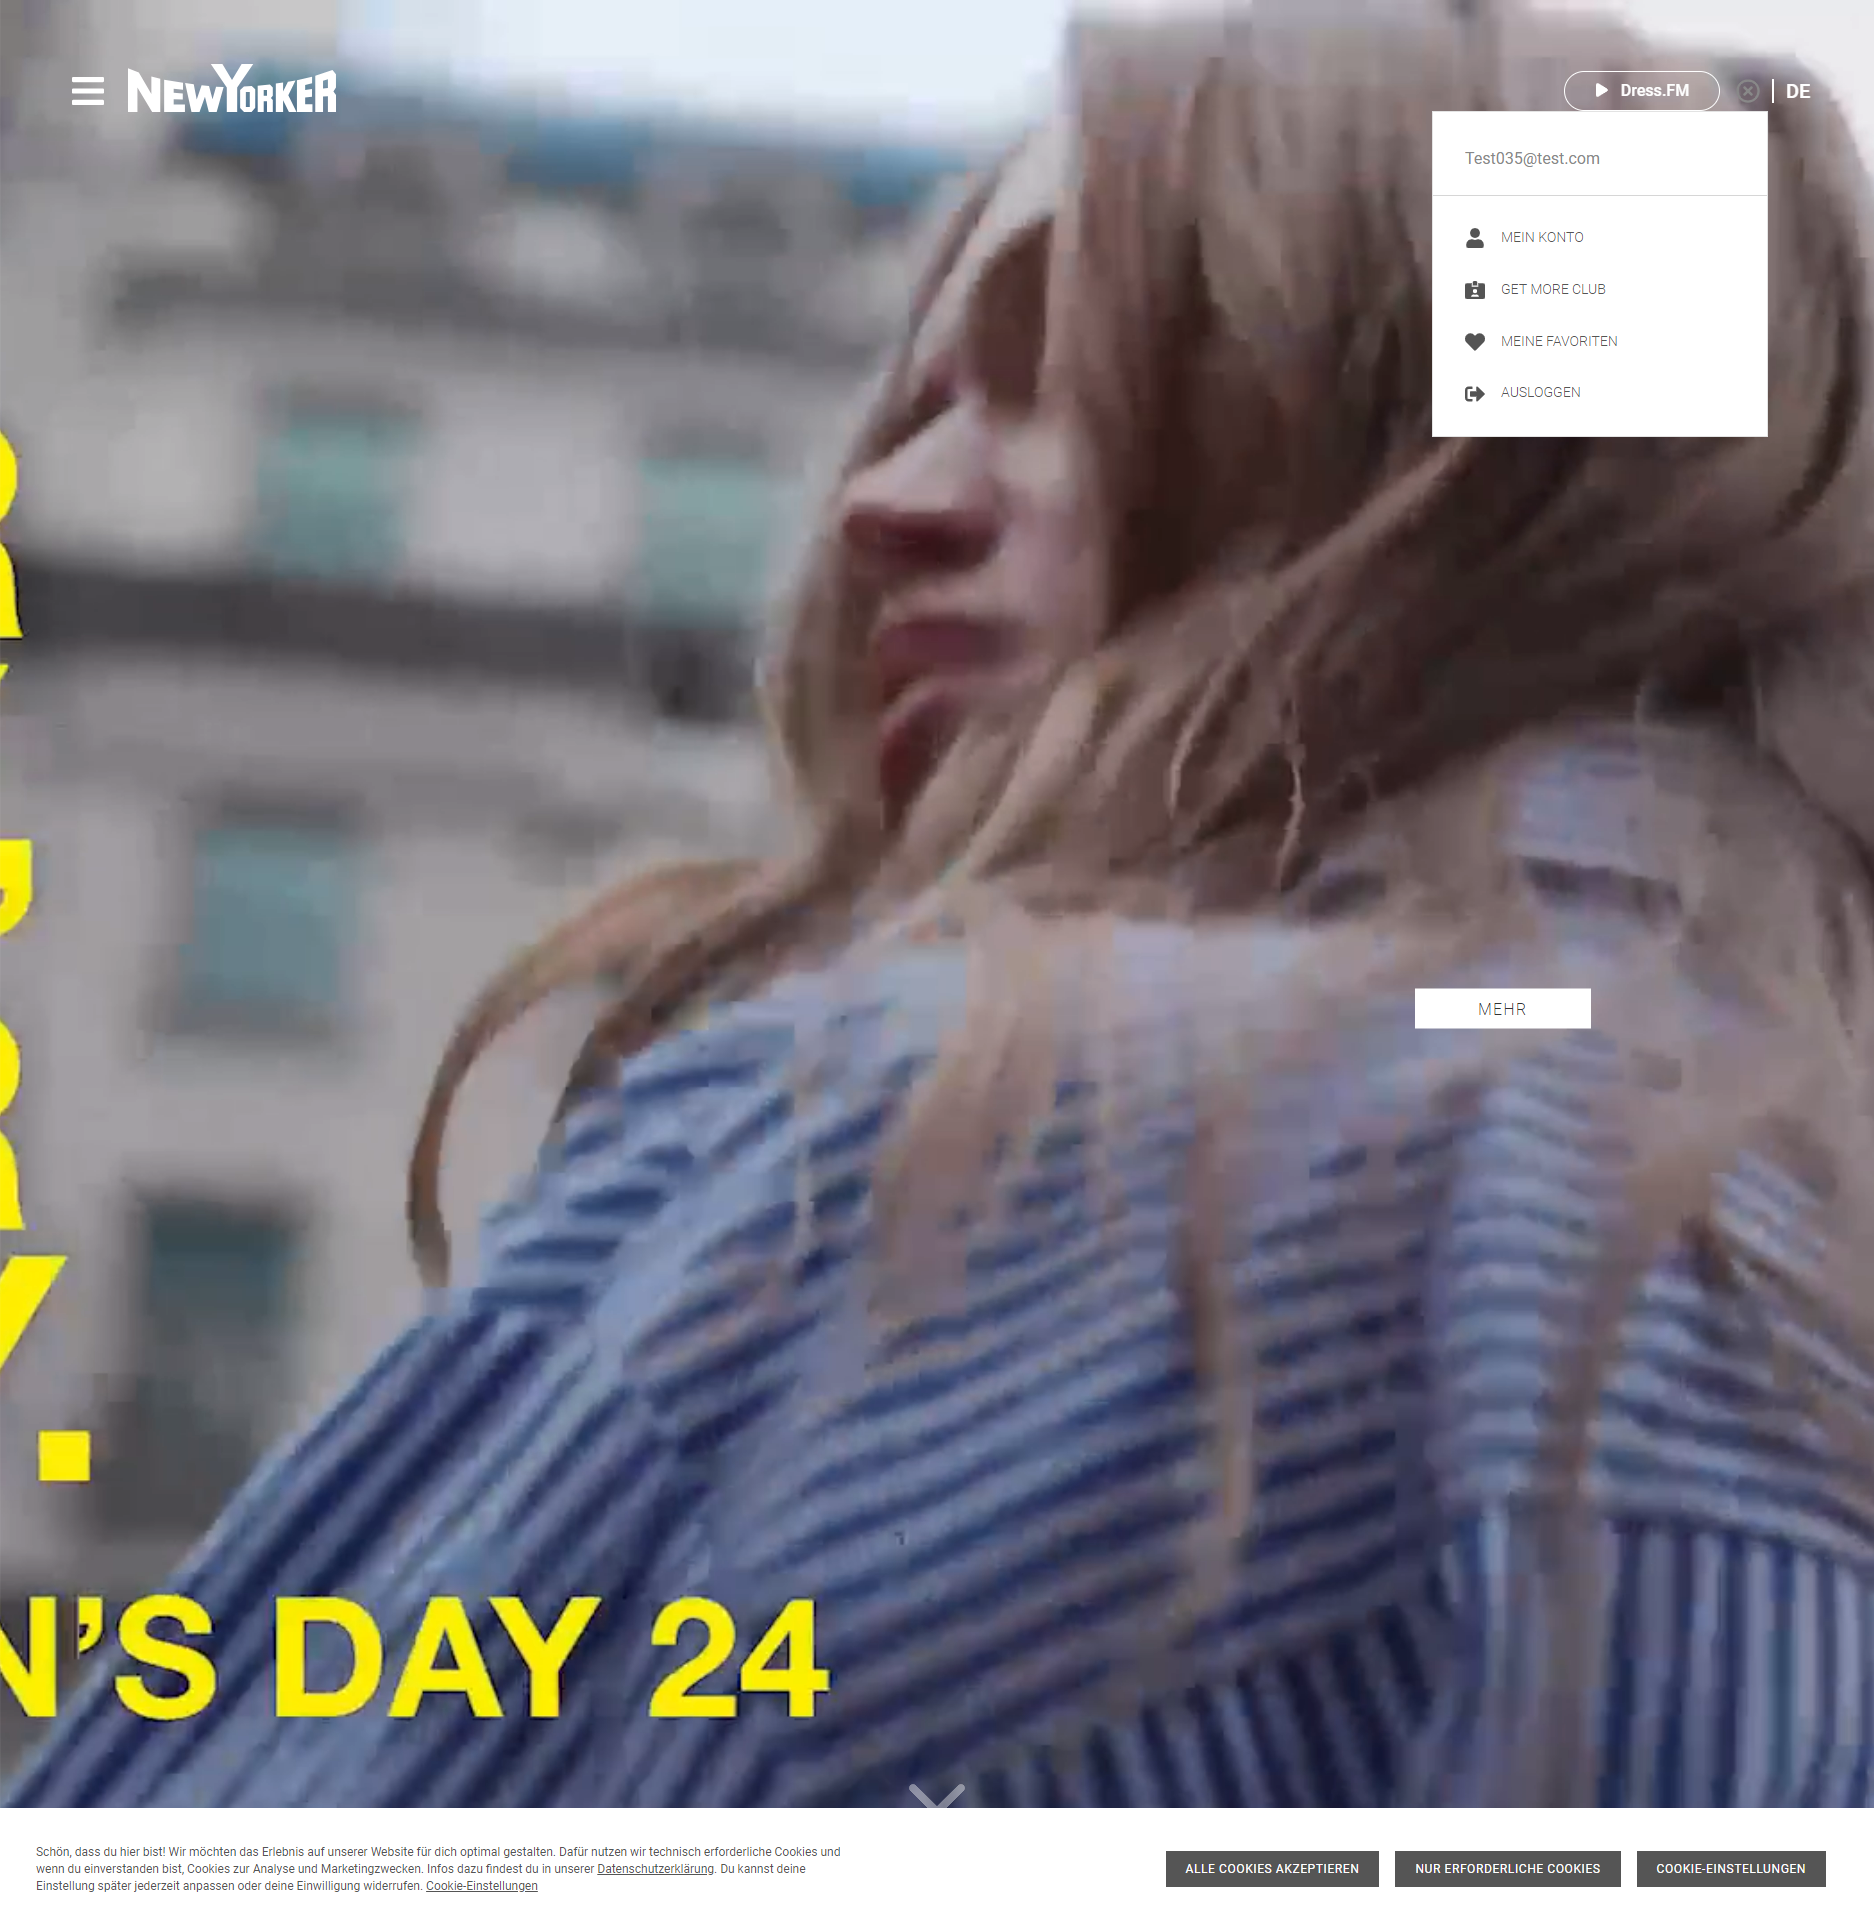 NEWYORKER
Dress.FM
DE
Test035@test.com
MEIN KONTO
GET MORE CLUB
MEINE FAVORITEN
AUSLOGGEN
MEHR
N'S DAY 24
Schön, dass du hier bist! Wir möchten das Erlebnis auf unserer Website für dich optimal gestalten. Dafür nutzen wir technisch erforderliche Cookies und
wenn du einverstanden bist, Cookies zur Analyse und Marketingzwecken. Infos dazu findest du in unserer Datenschutzerklärung. Du kannst deine
Einstellung später jederzeit anpassen oder deine Einwilligung widerrufen. Cookie-Einstellungen
ALLE COOKIES AKZEPTIEREN
NUR ERFORDERLICHE COOKIES
COOKIE-EINSTELLUNGEN